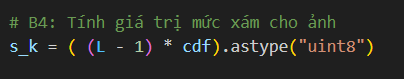 # B4: Tính giá trị mức xám cho ảnh
s_k = ( (L - 1) * cdf).astype("uint8")